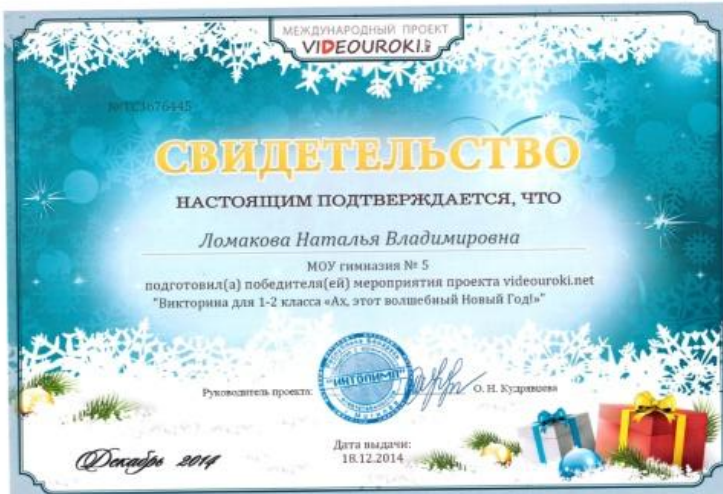 МЕЖДУНАРОДНЫЙ ПРОЕКТ
VIDEOUROKI.NET
№ТС1676445
СВИДЕТЕЛЬСТВО
НАСТОЯЩИМ ПОДТВЕРЖДАЕТСЯ, ЧТО
Ломакова Наталья Владимировна
МОУ гимназия № 5
подготовил(а) победителя(ей) мероприятия проекта videouroki.net
"Викторина для 1-2 класса «Ах, этот волшебный Новый Год!»"
"ИНТОЛИМП"
Руководитель проекта:
О. Н. Кудрявцева
Декабрь 2014
Дата выдачи:
18.12.2014